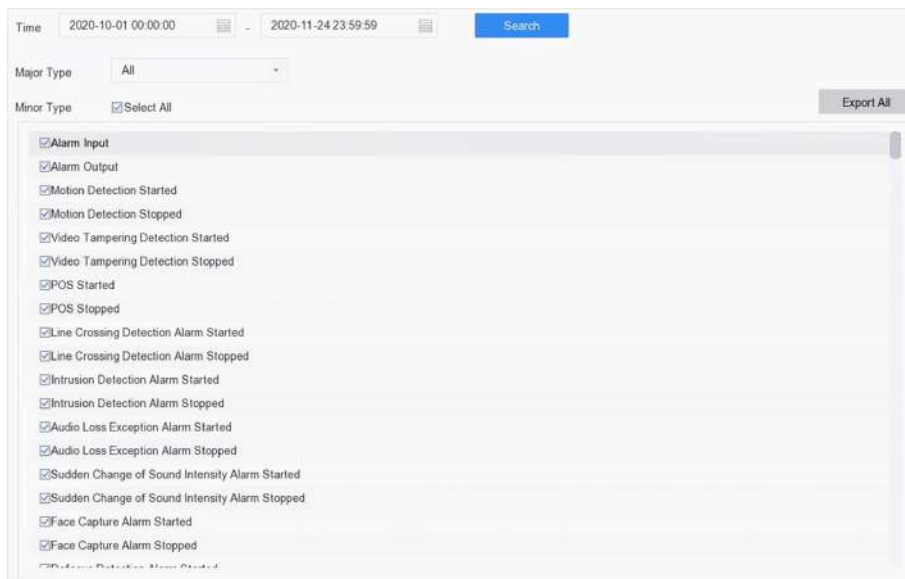 Time 2020-10-01 00:00:00 - 2020-11-24 23:59:59 Search
Major Type All
Minor Type Select All Export All
Alarm Input
Alarm Output
Motion Detection Started
Motion Detection Stopped
Video Tampering Detection Started
Video Tampering Detection Stopped
POS Started
POS Stopped
Line Crossing Detection Alarm Started
Line Crossing Detection Alarm Stopped
Intrusion Detection Alarm Started
Intrusion Detection Alarm Stopped
Audio Loss Exception Alarm Started
Audio Loss Exception Alarm Stopped
Sudden Change of Sound Intensity Alarm Started
Sudden Change of Sound Intensity Alarm Stopped
Face Capture Alarm Started
Face Capture Alarm Stopped
Defocus Detection Alarm Started